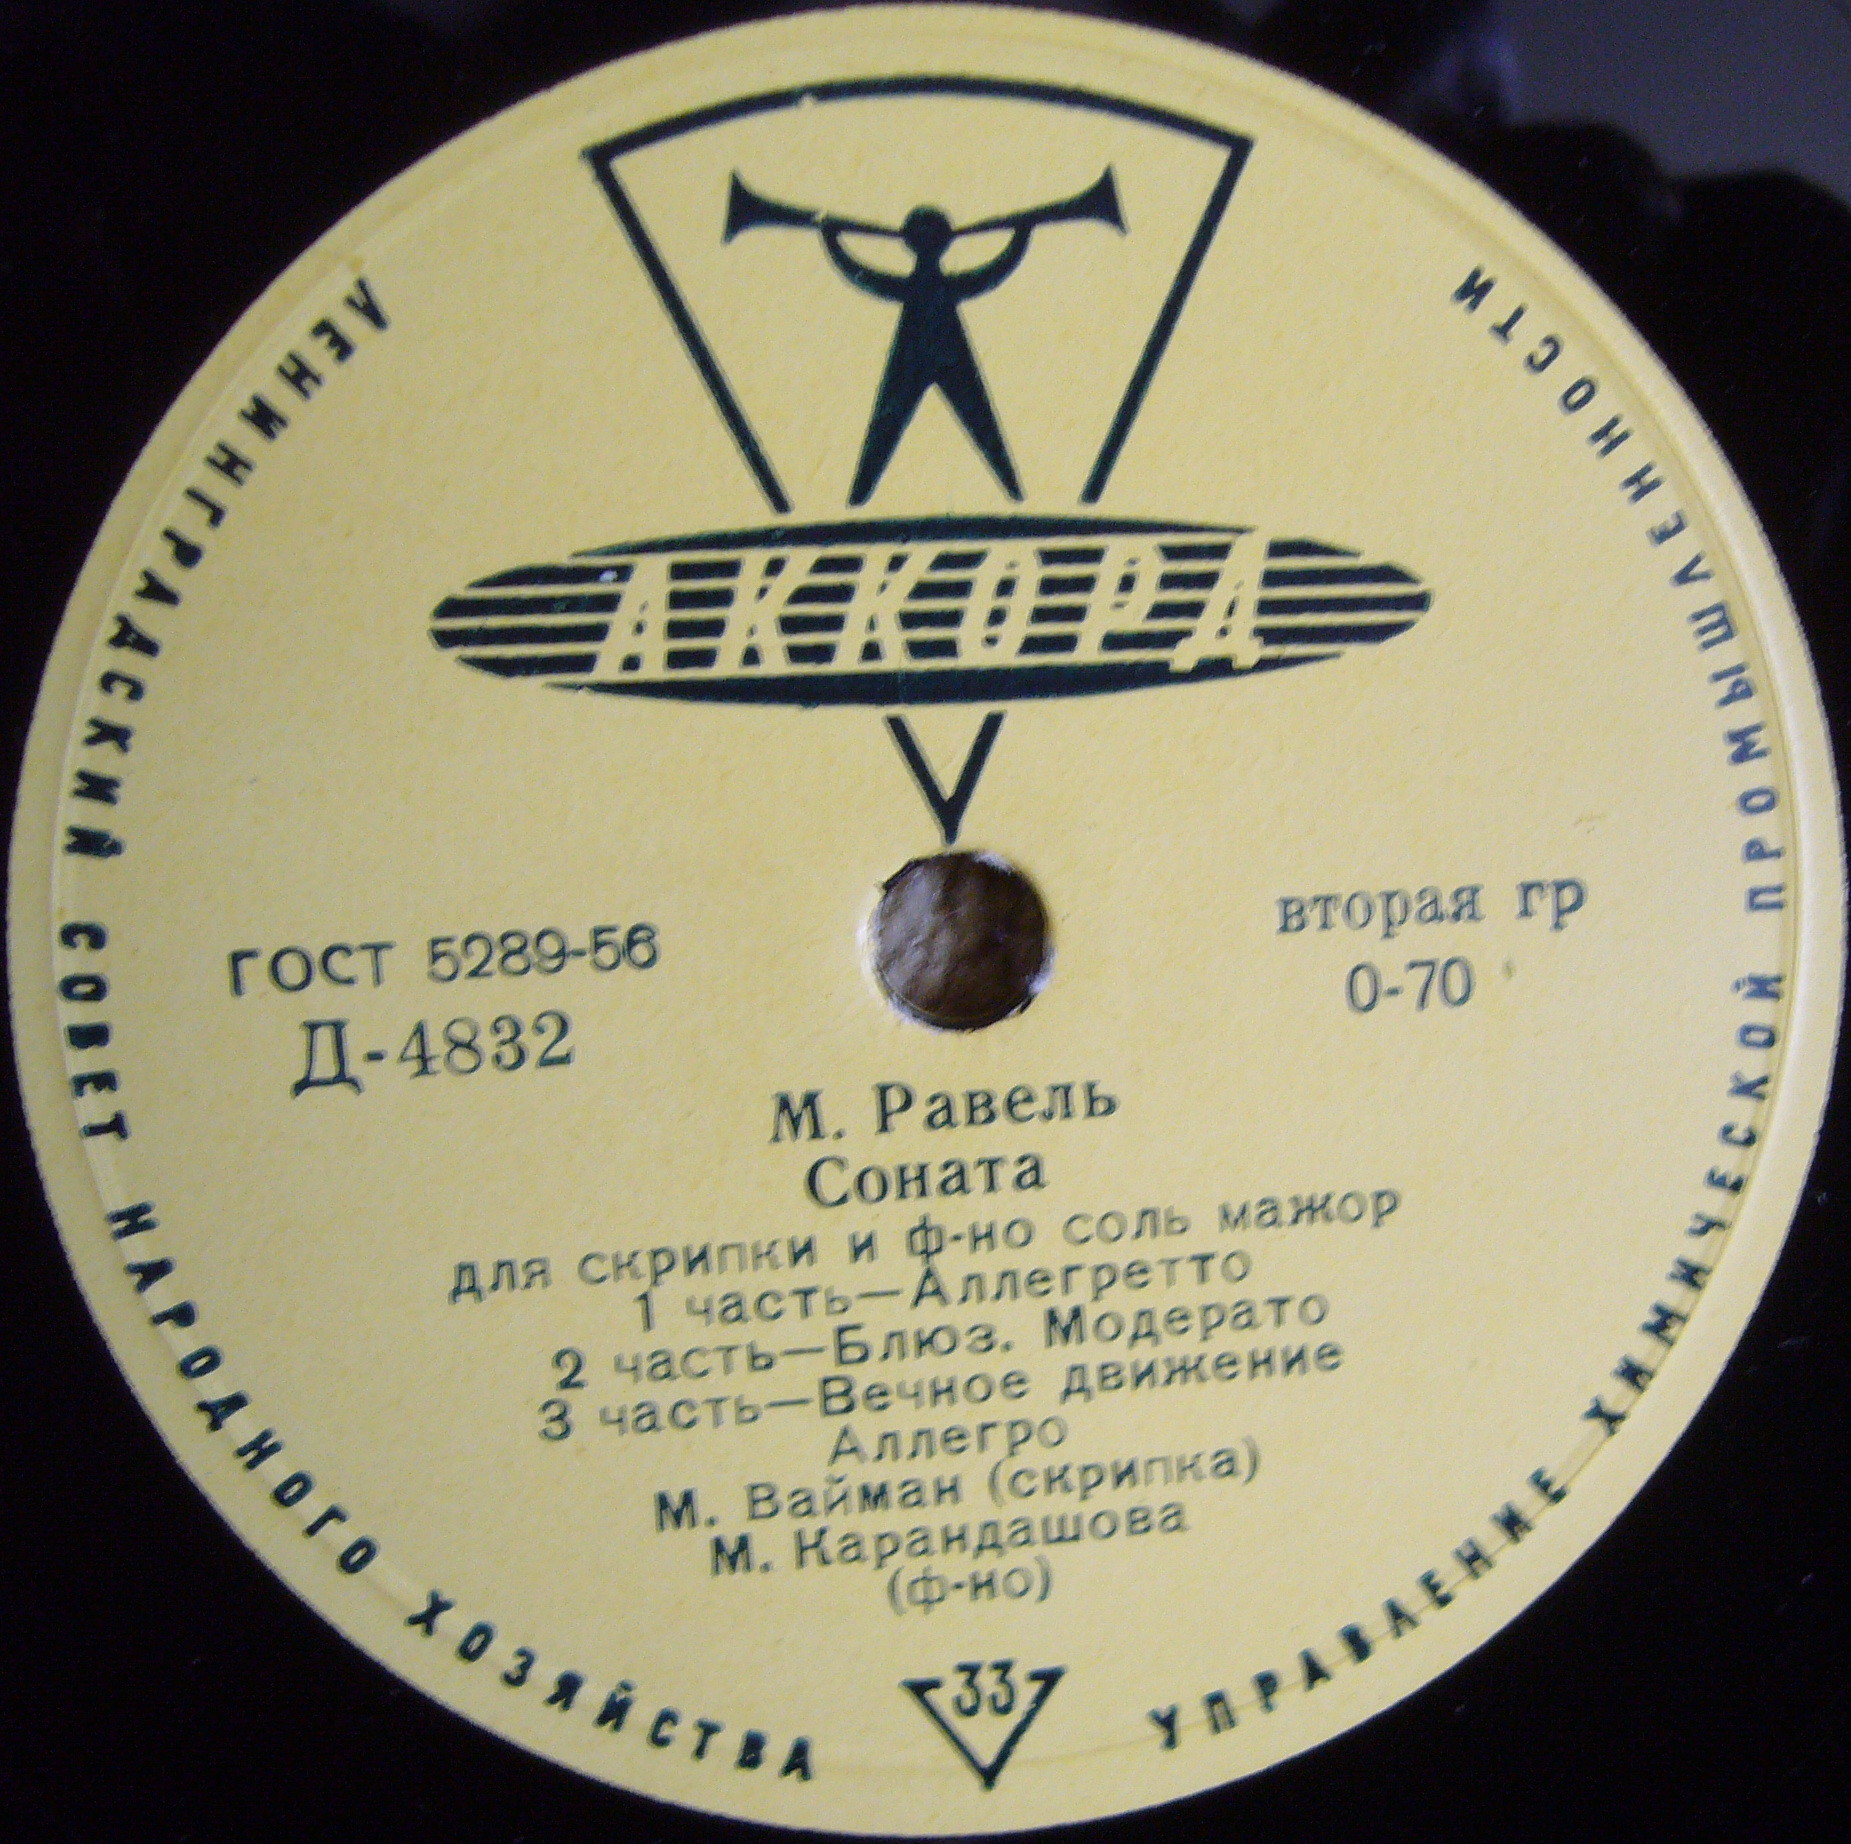 АККОРД
ЛЕНИНГРАДСКИЙ СОВЕТ НАРОДНОГО ХОЗЯЙСТВА
УПРАВЛЕНИЕ ХИМИЧЕСКОЙ ПРОМЫШЛЕННОСТИ
ГОСТ 5289-56
Д-4832
вторая гр
0-70
М. Равель
Соната
для скрипки и ф-но соль мажор
1 часть—Аллегретто
2 часть—Блюз. Модерато
3 часть—Вечное движение
Аллегро
М. Вайман (скрипка)
М. Карандашова
(ф-но)
33